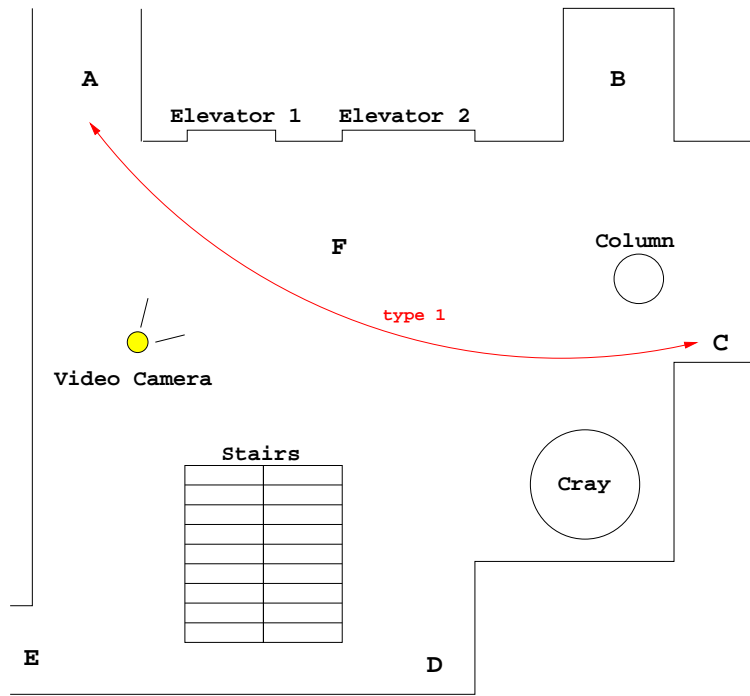 A
B
Elevator 1
Elevator 2
F
Column
type 1
C
Video Camera
Stairs
Cray
E
D